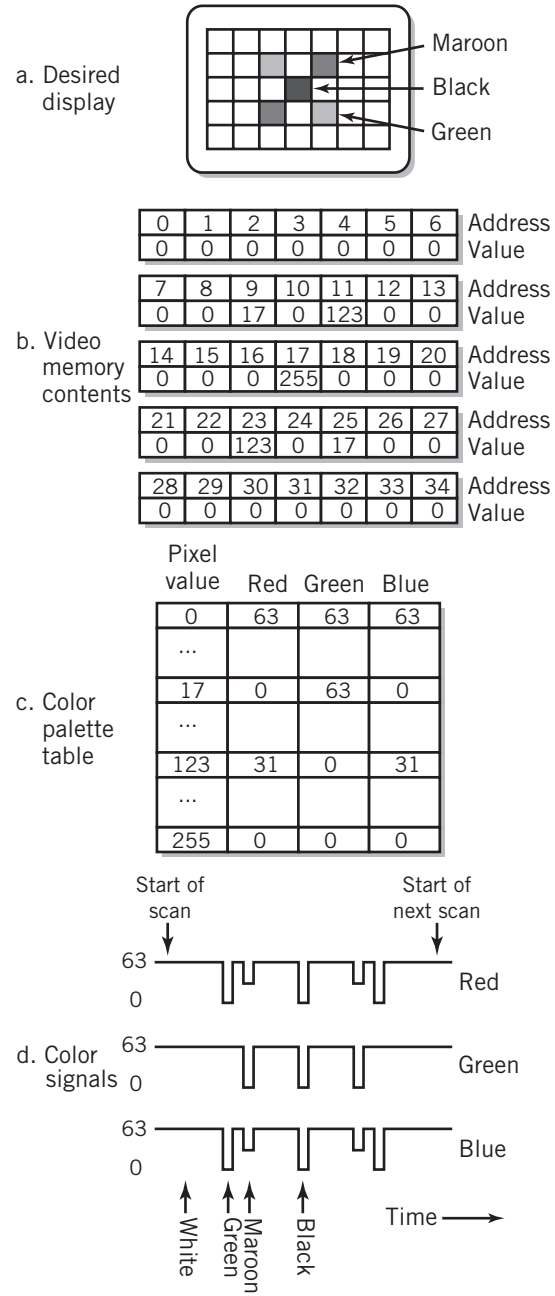 a. Desired
display
Maroon
Black
Green
0 1 2 3 4 5 6 Address
0 0 0 0 0 0 0 Value
7 8 9 10 11 12 13 Address
0 0 17 0 123 0 0 Value
b. Video
memory
contents
14 15 16 17 18 19 20 Address
0 0 0 255 0 0 0 Value
21 22 23 24 25 26 27 Address
0 0 123 0 17 0 0 Value
28 29 30 31 32 33 34 Address
0 0 0 0 0 0 0 Value
Pixel
value Red Green Blue
0 63 63 63
...
17 0 63 0
...
c. Color
palette
table
123 31 0 31
...
255 0 0 0
Start of
scan
Start of
next scan
63
0
Red
d. Color
signals
63
0
Green
63
0
Blue
White
Green
Maroon
Black
Time